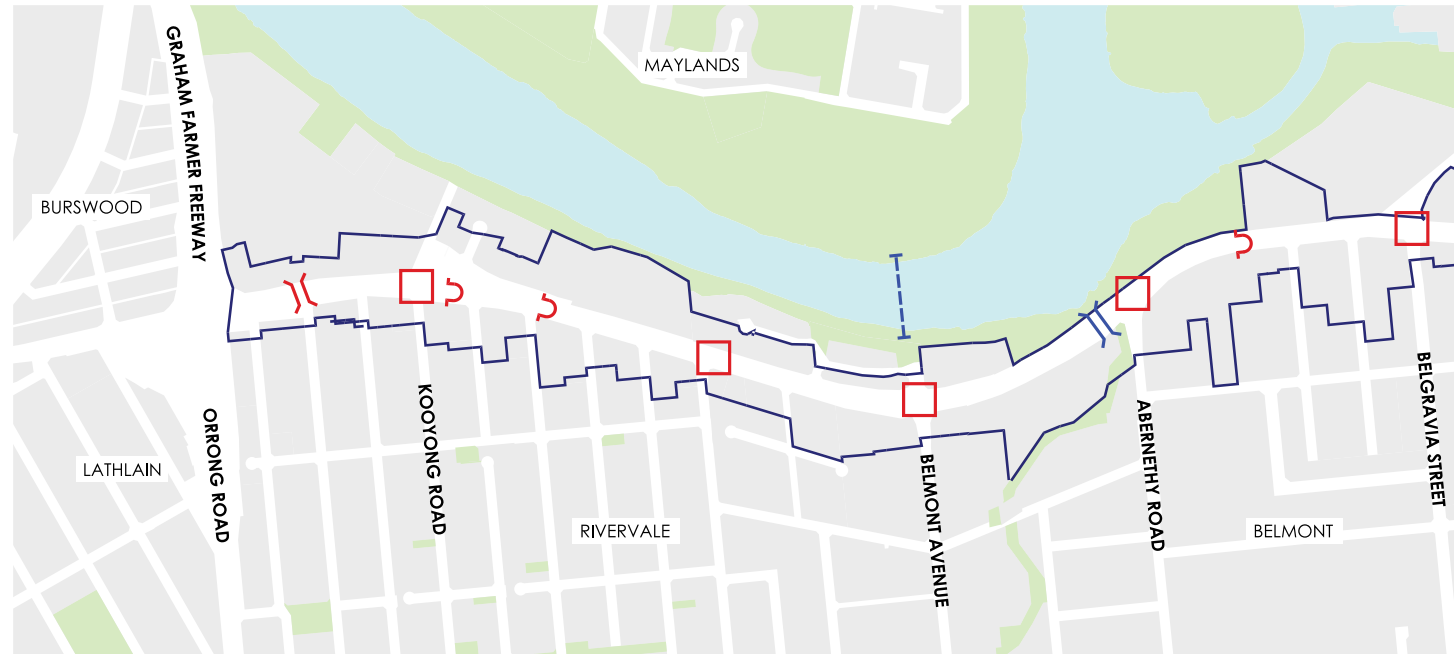 GRAHAM FARMER FREEWAY
MAYLANDS
BURSWOOD
ORRONG ROAD
KOOYONG ROAD
LATHLAIN
RIVERVALE
BELMONT AVENUE
ABERNETHY ROAD
BELMONT
BELGRAVIA STREET